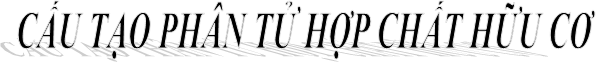 CẤU TẠO PHÂN TỬ HỢP CHẤT HỮU CƠ